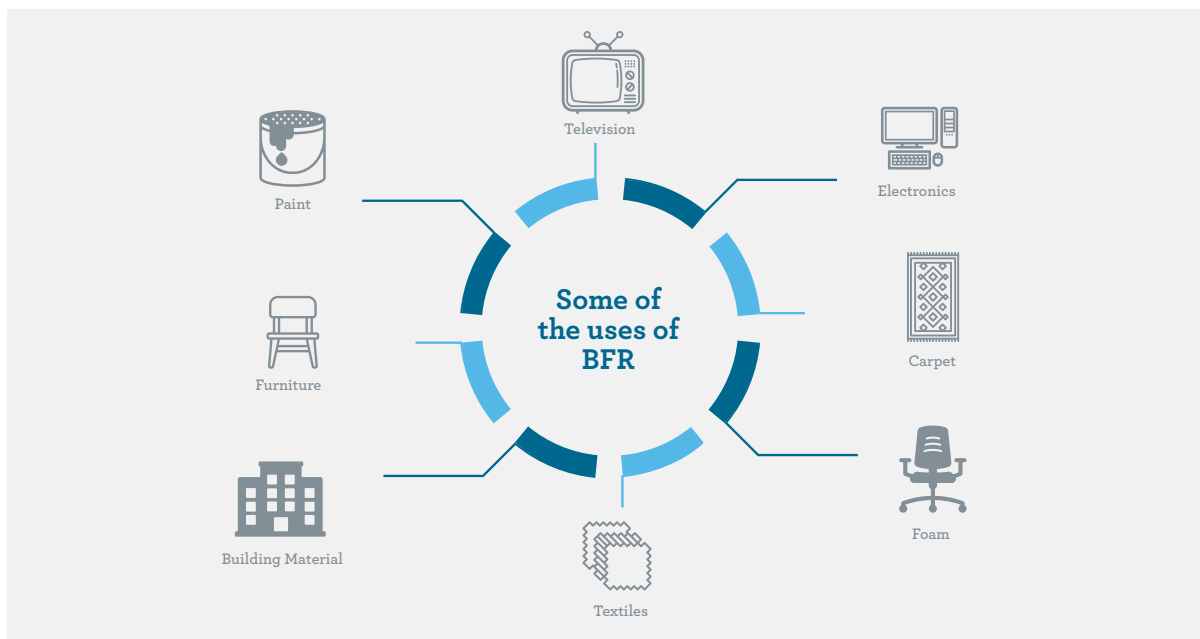 Television
Electronics
Paint
Carpet
Some of
the uses of
BFR
Furniture
Foam
Building Material
Textiles